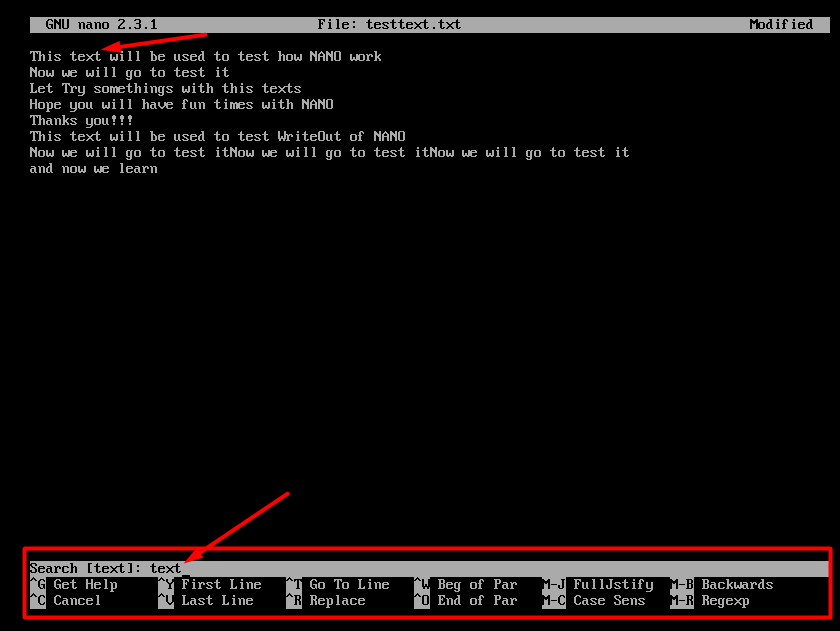 GNU nano 2.3.1 File: testtext.txt Modified
This text will be used to test how NANO work
Now we will go to test it
Let Try somethings with this texts
Hope you will have fun times with NANO
Thanks you!!!
This text will be used to test WriteOut of NANO
Now we will go to test itNow we will go to test itNow we will go to test it
and now we learn
Search [text]: text
^G Get Help ^Y First Line ^T Go To Line ^W Beg of Par M-J FullJstify M-B Backwards
^C Cancel ^V Last Line ^R Replace ^O End of Par M-C Case Sens M-R Regexp